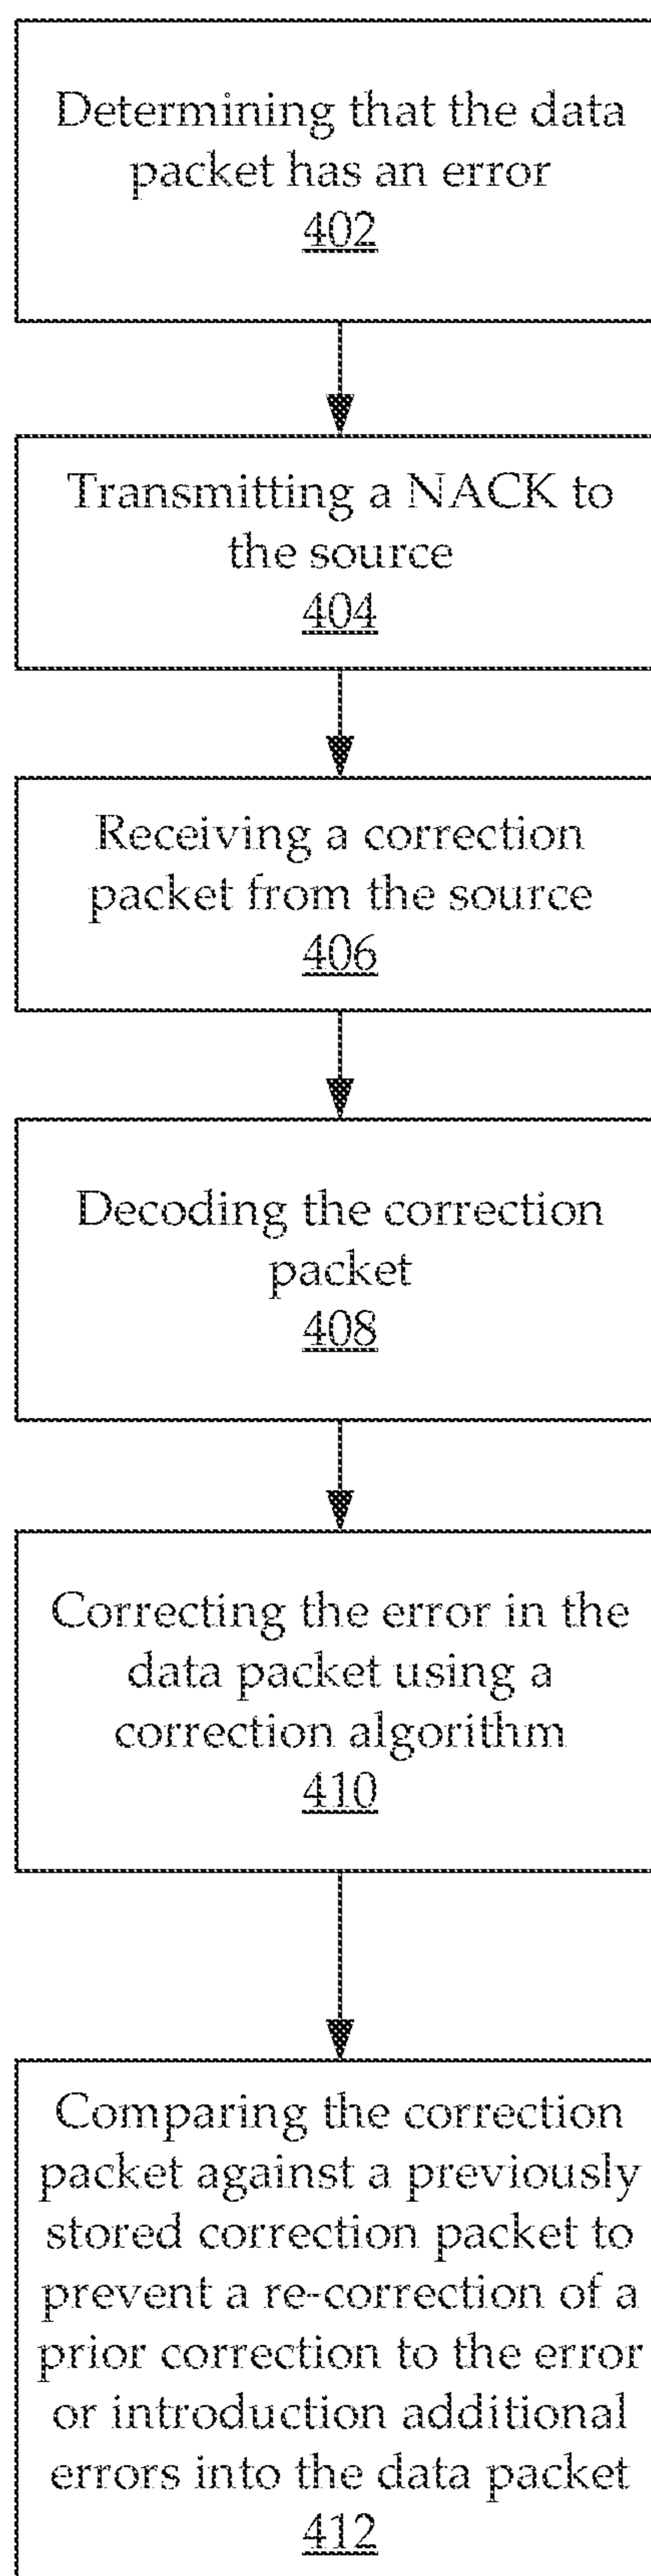 Determining that the data
packet has an error
402
Transmitting a NACK to
the source
404
Receiving a correction
packet from the source
406
Decoding the correction
packet
408
Correcting the error in the
data packet using a
correction algorithm
410
Comparing the correction
packet against a previously
stored correction packet to
prevent a re-correction of a
prior correction to the error
or introduction additional
errors into the data packet
412